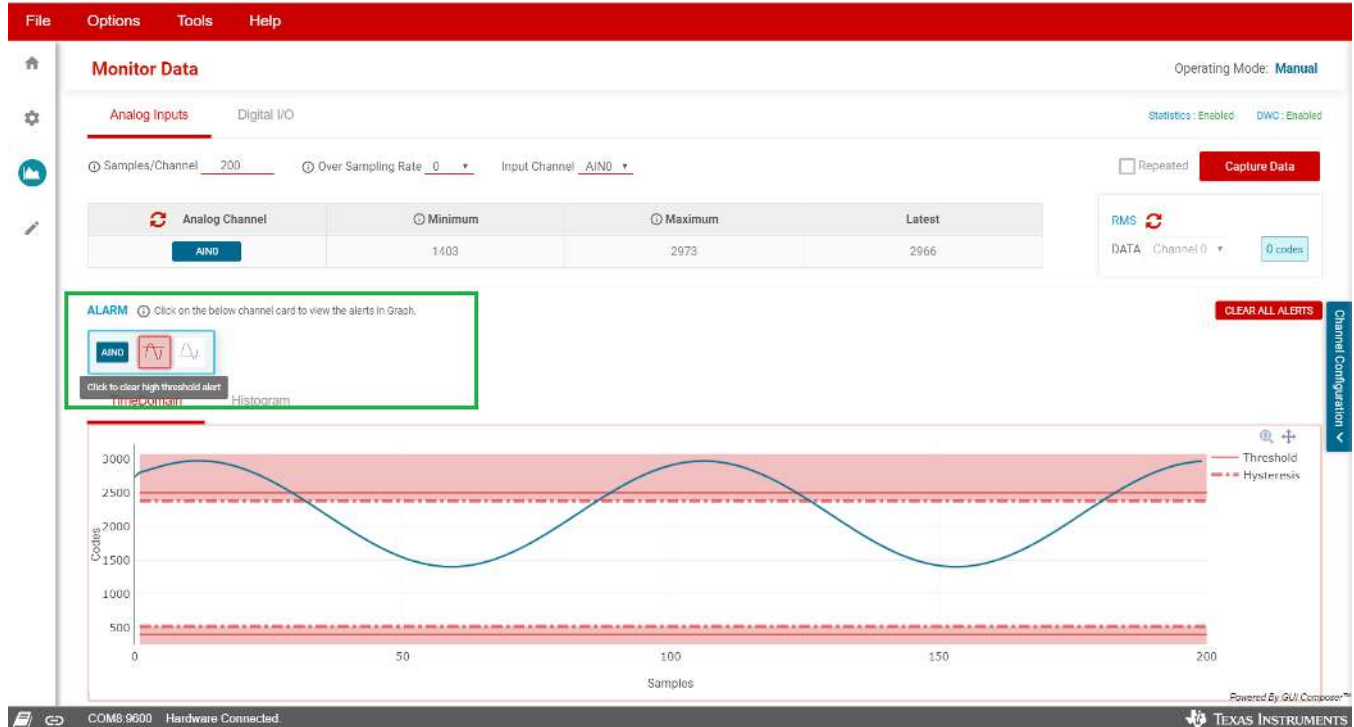 File Options Tools Help
Monitor Data
Operating Mode: Manual
Analog Inputs Digital I/O
Statistics : Enabled DWC : Enabled
Samples/Channel 200 Over Sampling Rate 0 Input Channel AIN0
Repeated Capture Data
Analog Channel Minimum Maximum Latest
AIN0 1403 2973 2966
RMS
DATA Channel 0 0 codes
ALARM Click on the below channel card to view the alerts in Graph.
CLEAR ALL ALERTS
AIN0
Click to clear high threshold alert
TimeDomain Histogram
Channel Configuration
Threshold
Hysteresis
3000
2500
2000
1500
1000
500
Codes
0 50 100 150 200
Samples
Powered By GUI Composer™
COM8:9600 Hardware Connected.
TEXAS INSTRUMENTS